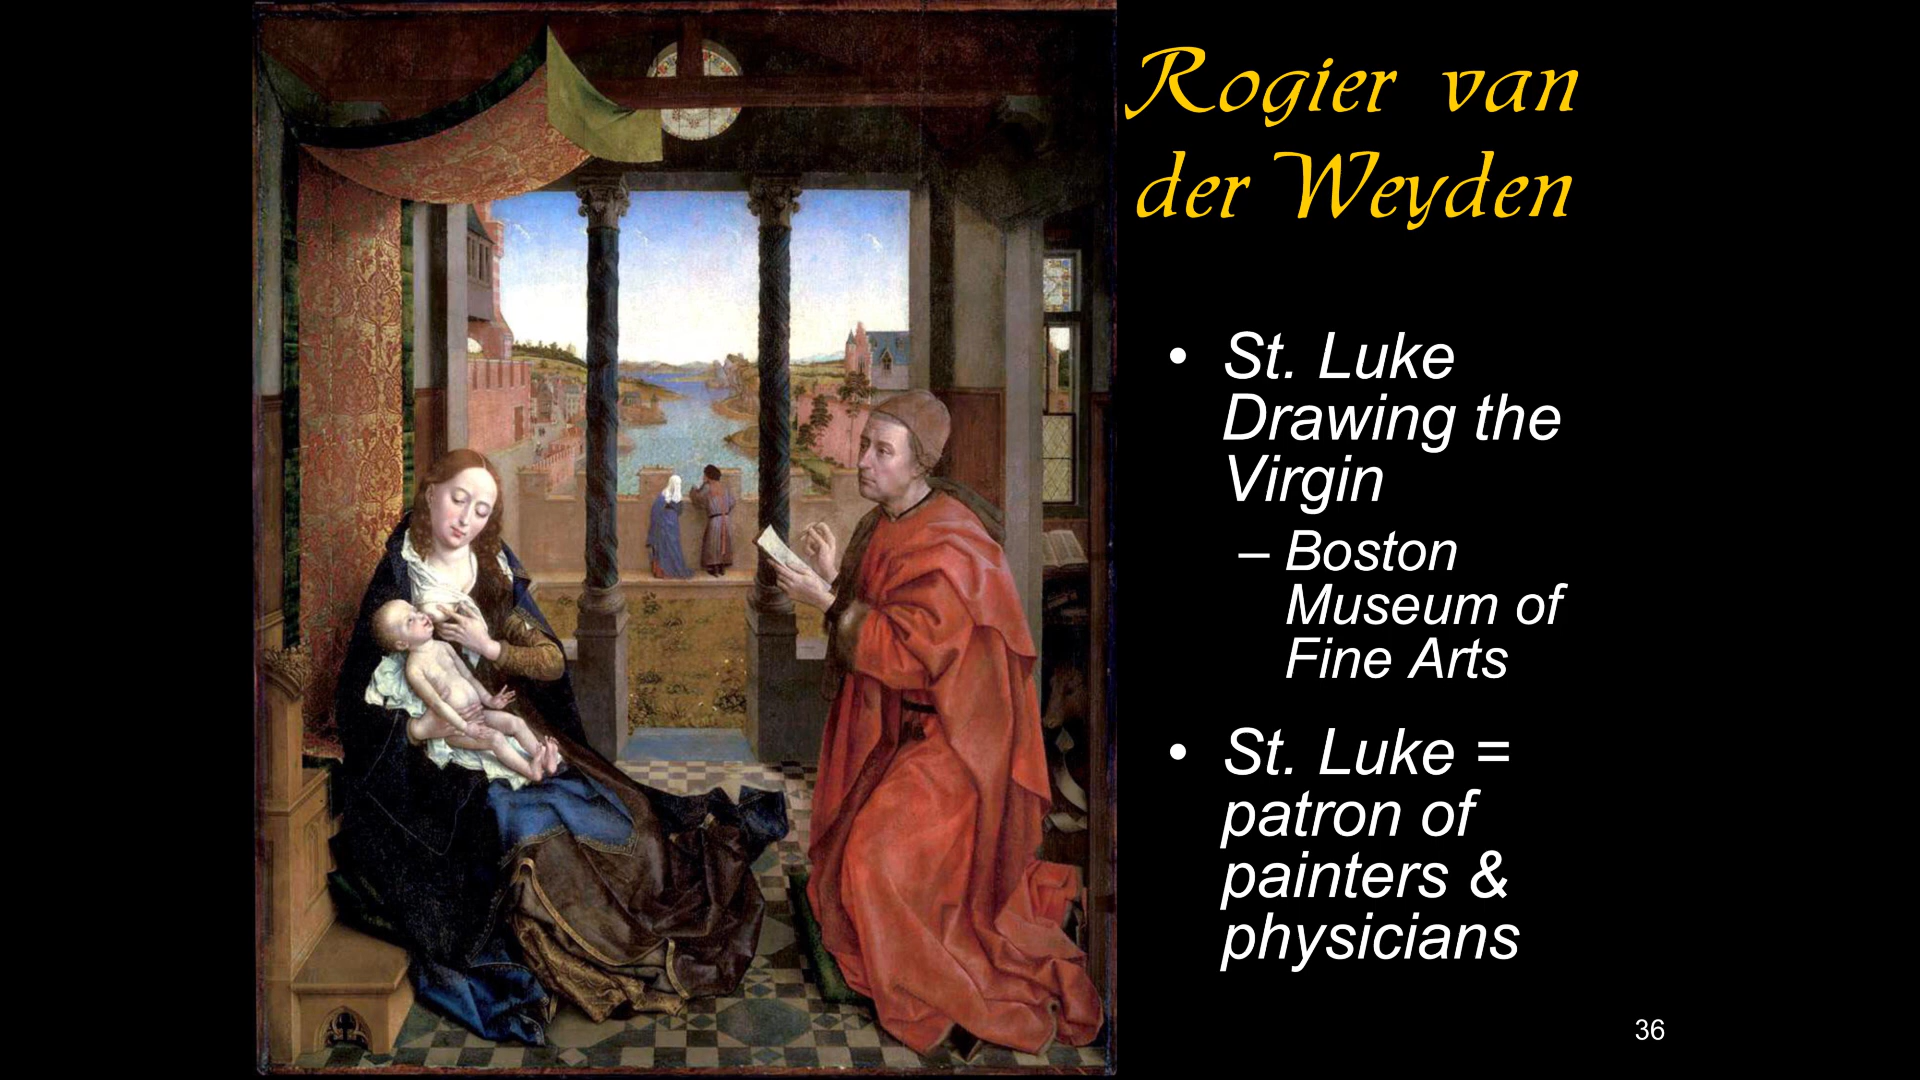 Rogier van
der Weyden
• St. Luke
Drawing the
Virgin
– Boston
Museum of
Fine Arts
• St. Luke =
patron of
painters &
physicians
36